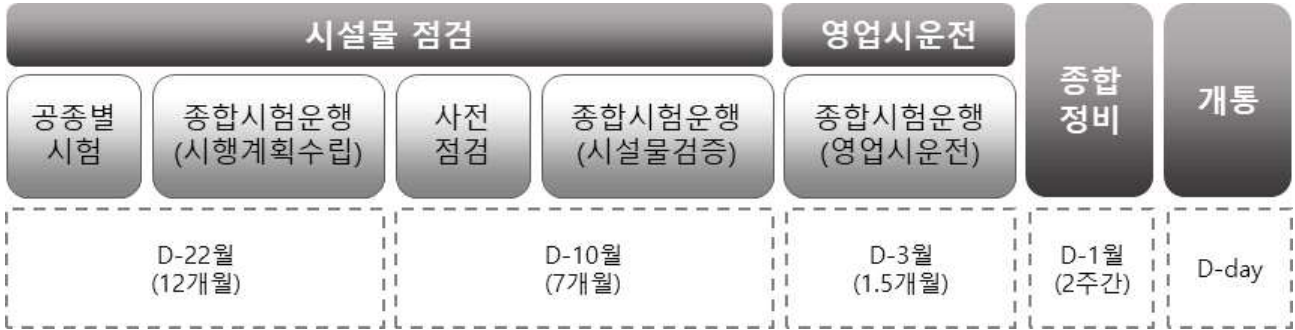 시설물 점검
영업시운전
종합
정비
개통
공종별
시험
종합시험운행
(시행계획수립)
사전
점검
종합시험운행
(시설물검증)
종합시험운행
(영업시운전)
D-22월
(12개월)
D-10월
(7개월)
D-3월
(1.5개월)
D-1월
(2주간)
D-day